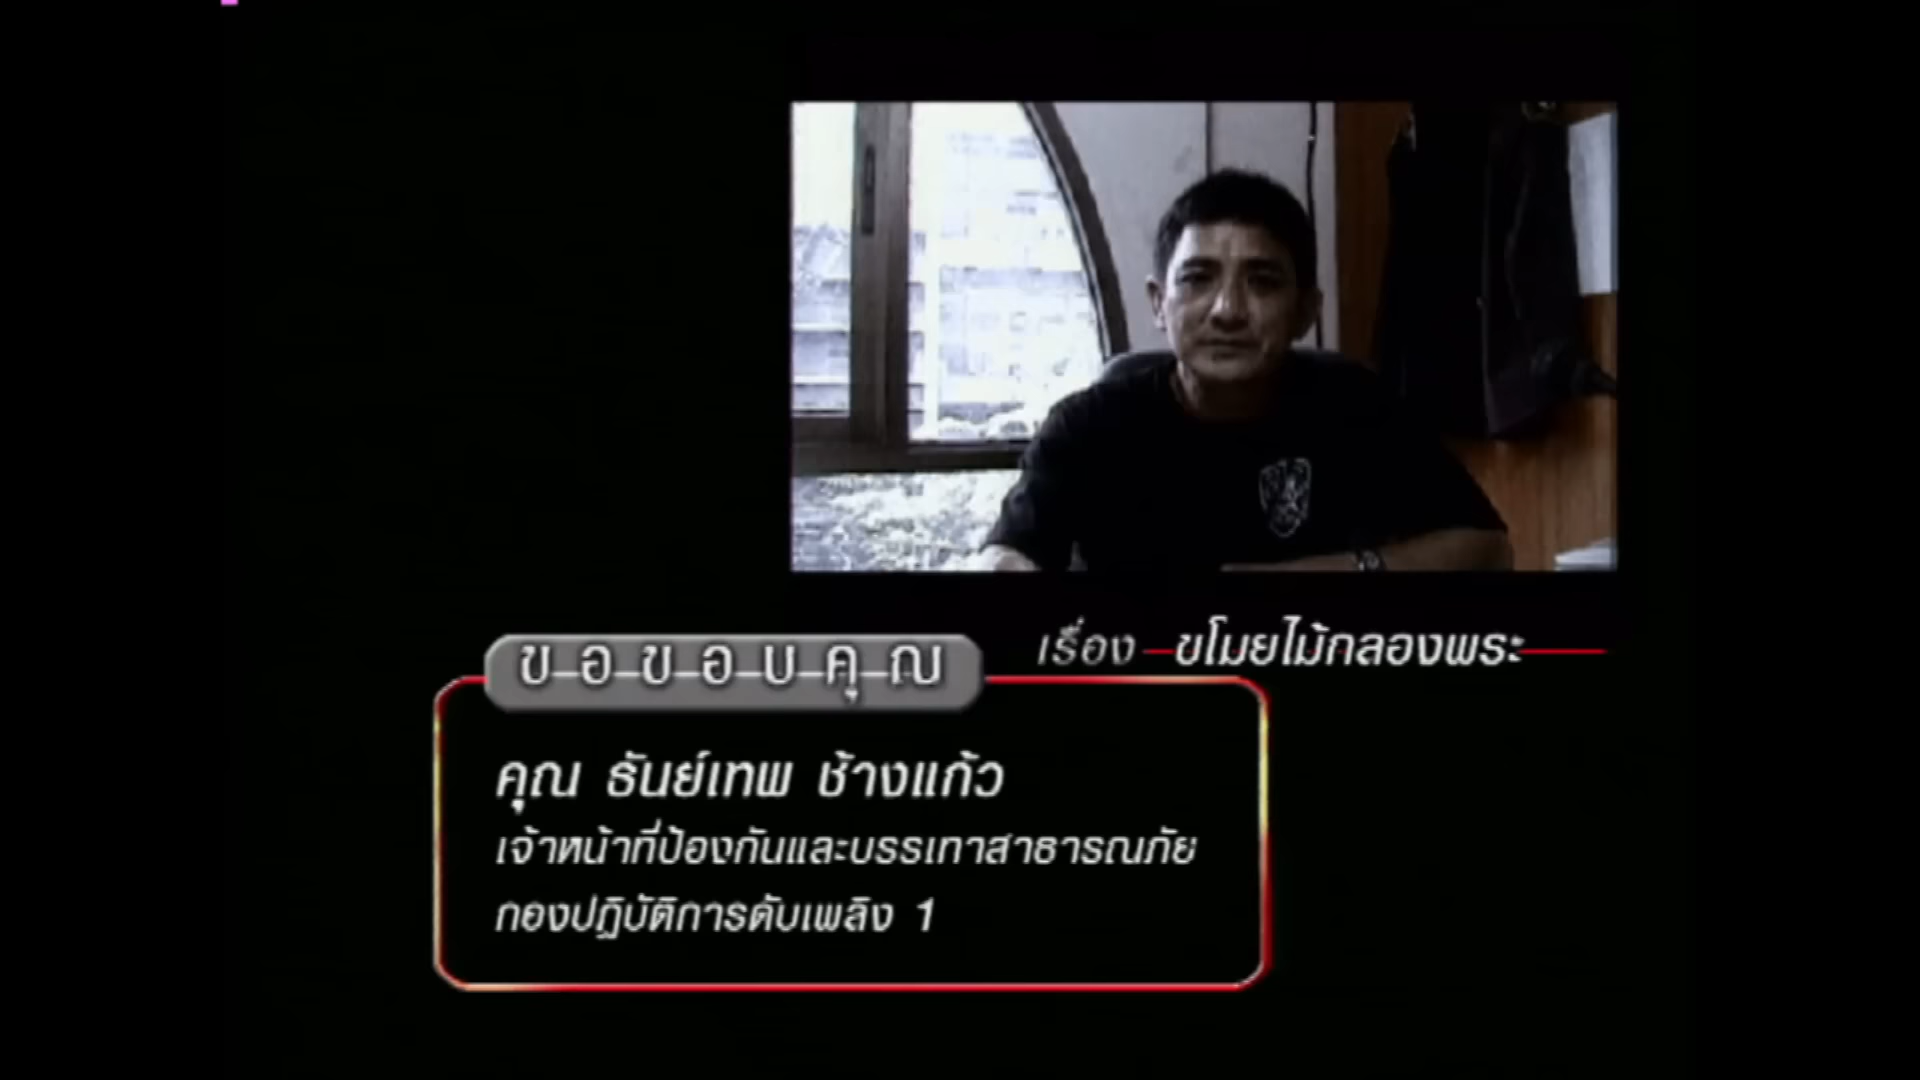 เรื่อง ขโมยไม้กลองพระ
ขอขอบคุณ
คุณ ธันย์เทพ ช้างแก้ว
เจ้าหน้าที่ป้องกันและบรรเทาสาธารณภัย
กองปฏิบัติการดับเพลิง 1